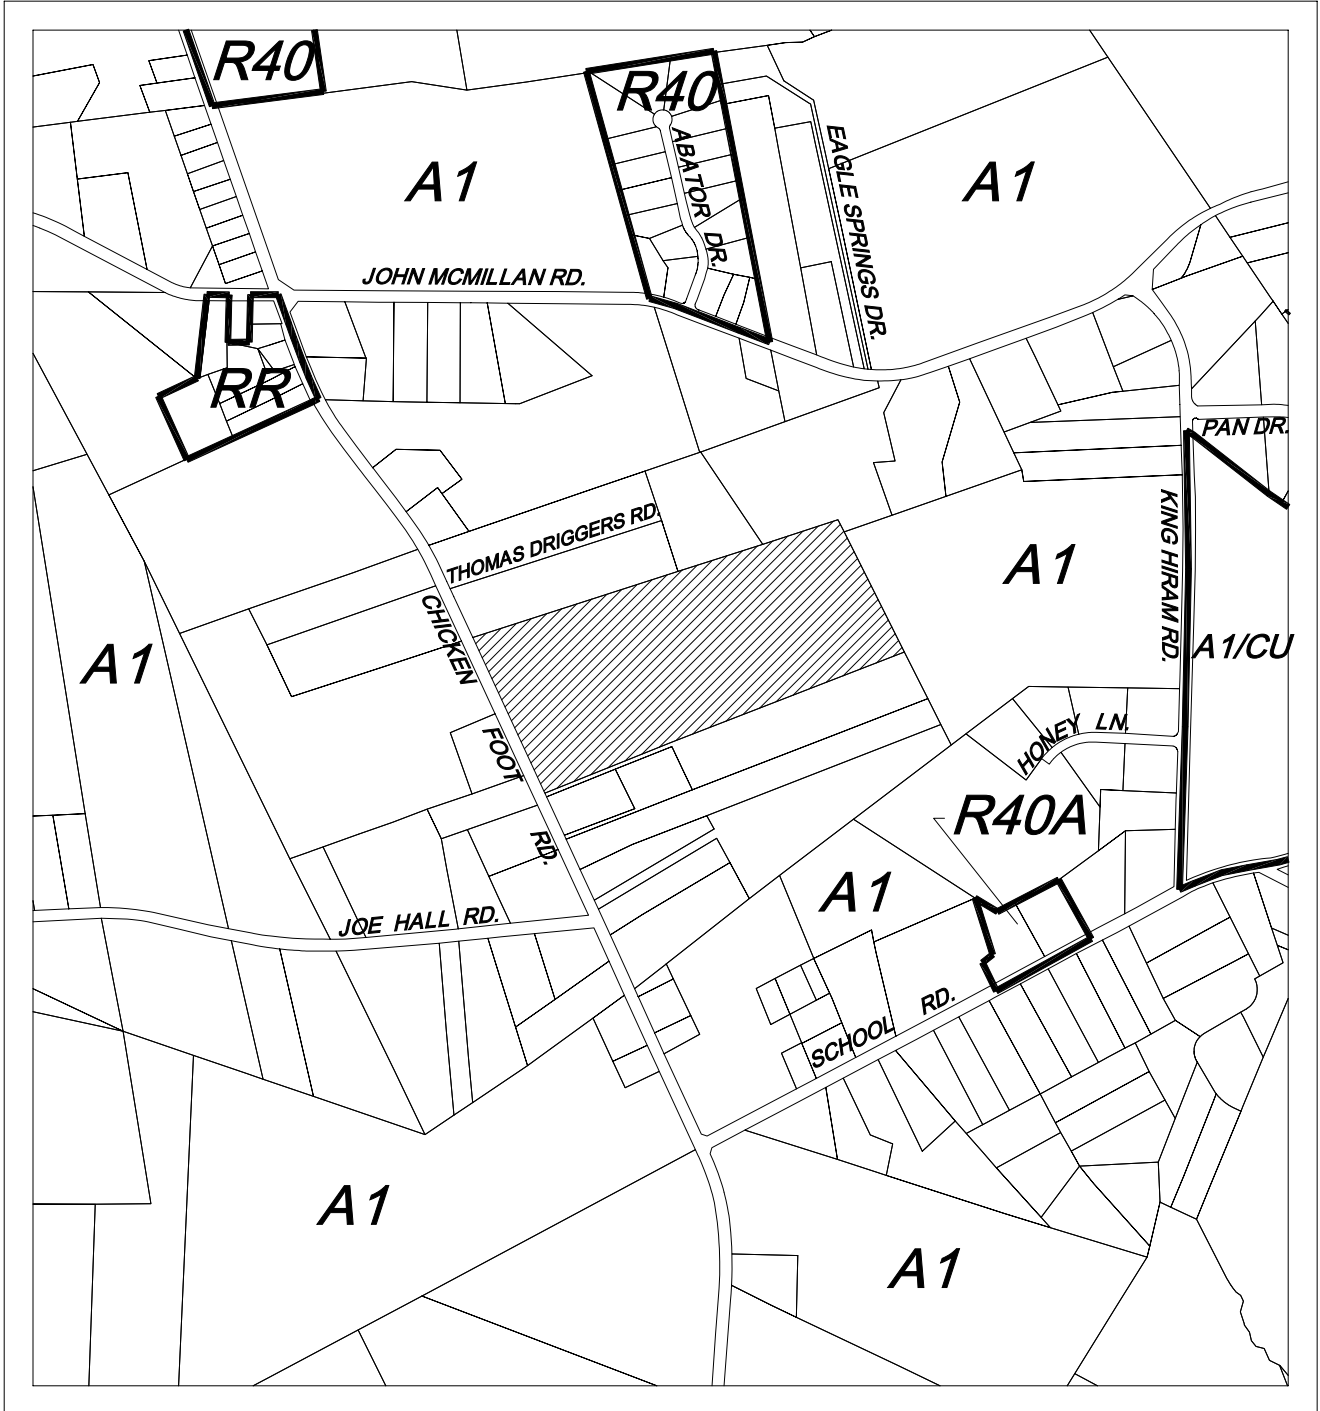 R40
R40
A1
A1
ABATOR DR.
EAGLE SPRINGS DR.
JOHN MCMILLAN RD.
RR
PAN DR.
THOMAS DRIGGERS RD.
KING HIRAM RD.
A1
CHICKEN FOOT RD.
A1
A1/CU
HONEY LN.
R40A
A1
JOE HALL RD.
SCHOOL RD.
A1
A1